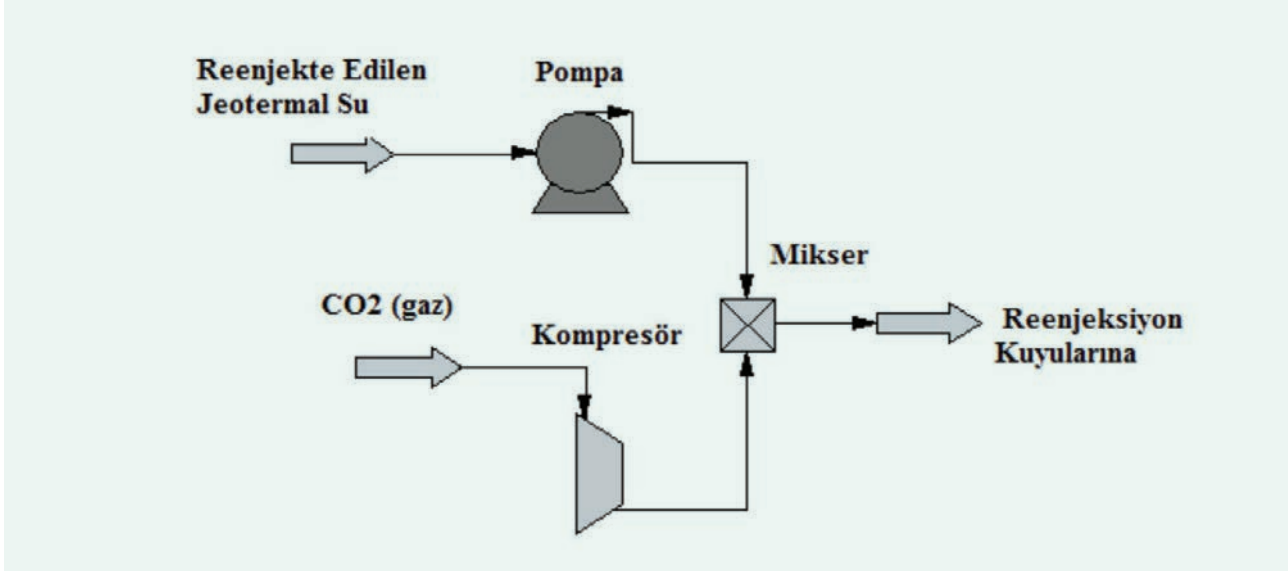 Reenjekte Edilen
Jeotermal Su
Pompa
Mikser
CO2 (gaz)
Kompresör
Reenjeksiyon
Kuyularına